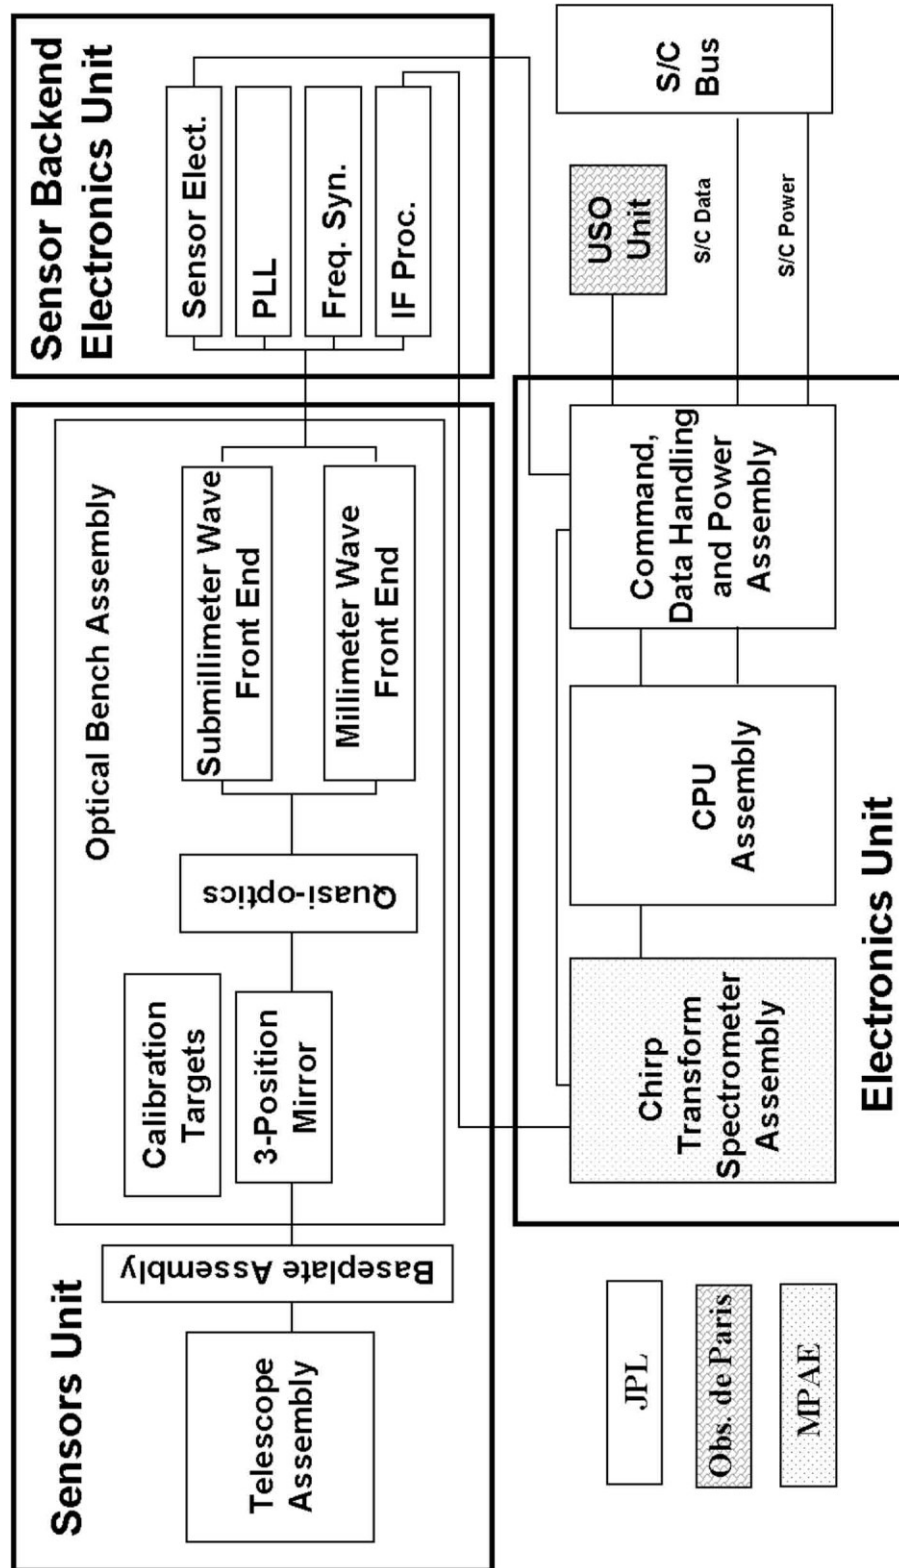 Sensors Unit
Telescope
Assembly
Baseplate Assembly
Optical Bench Assembly
Calibration
Targets
3-Position
Mirror
Quasi-optics
Submillimeter Wave
Front End
Millimeter Wave
Front End
Sensor Backend
Electronics Unit
Sensor Elect.
PLL
Freq. Syn.
IF Proc.
JPL
Obs. de Paris
MPAE
Chirp
Transform
Spectrometer
Assembly
CPU
Assembly
Command,
Data Handling
and Power
Assembly
Electronics Unit
USO
Unit
S/C Data
S/C Power
S/C
Bus